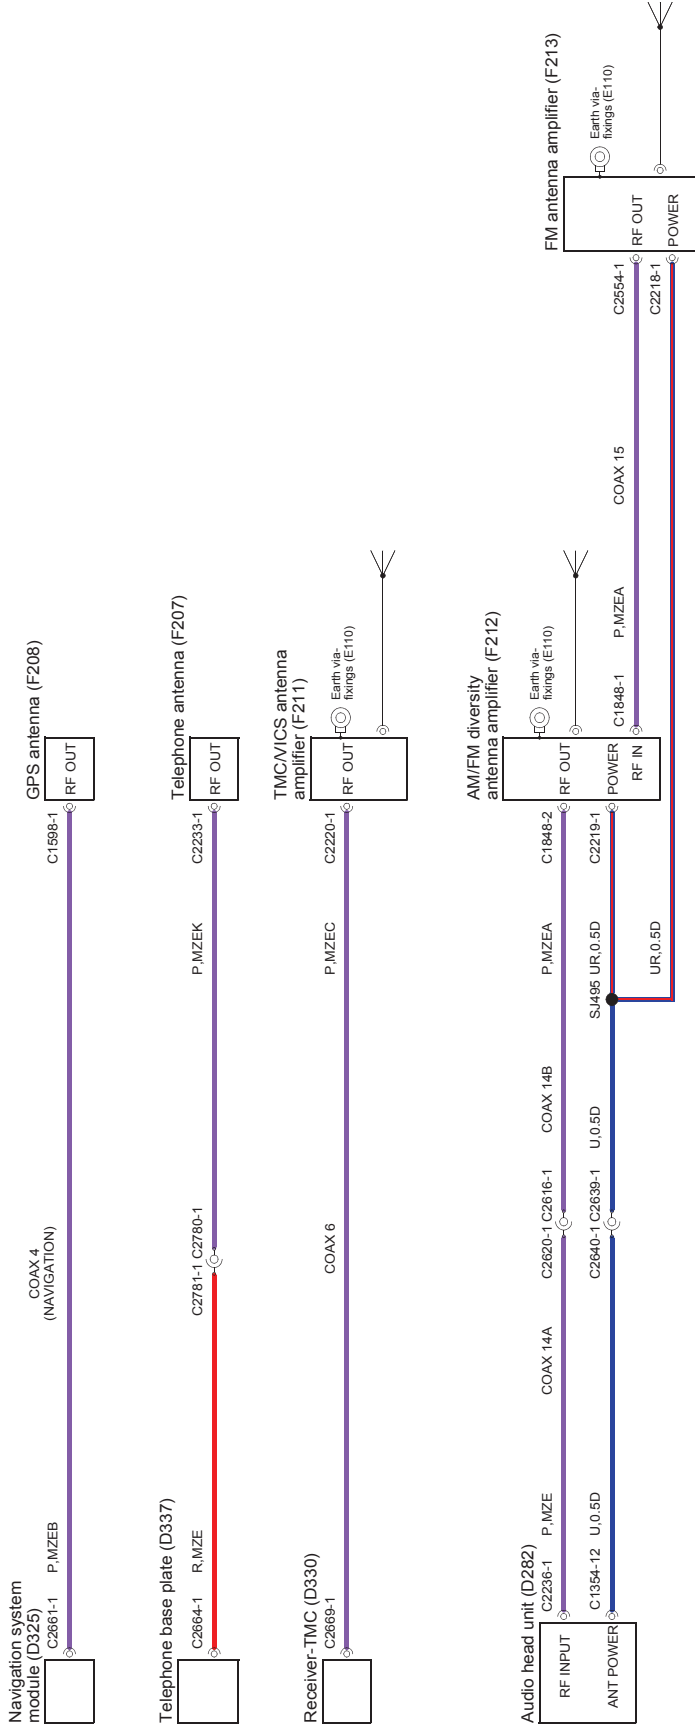 Navigation system
module (D325)
C2661-1
P,MZEB
COAX 4
(NAVIGATION)
C1598-1
GPS antenna (F208)
RF OUT
Telephone base plate (D337)
C2664-1
R,MZE
C2781-1
C2780-1
P,MZEK
C2233-1
Telephone antenna (F207)
RF OUT
Receiver-TMC (D330)
C2669-1
COAX 6
P,MZEC
C2220-1
TMC/VICS antenna
amplifier (F211)
RF OUT
Earth via-
fixings (E110)
Audio head unit (D282)
RF INPUT
ANT POWER
C2236-1
P,MZE
COAX 14A
C2620-1
C2616-1
COAX 14B
P,MZEA
C1848-2
C1354-12
U,0.5D
C2640-1
C2639-1
U,0.5D
SJ495
UR,0.5D
C2219-1
UR,0.5D
AM/FM diversity
antenna amplifier (F212)
RF OUT
POWER
RF IN
Earth via-
fixings (E110)
C1848-1
P,MZEA
COAX 15
C2554-1
C2218-1
FM antenna amplifier (F213)
RF OUT
POWER
Earth via-
fixings (E110)